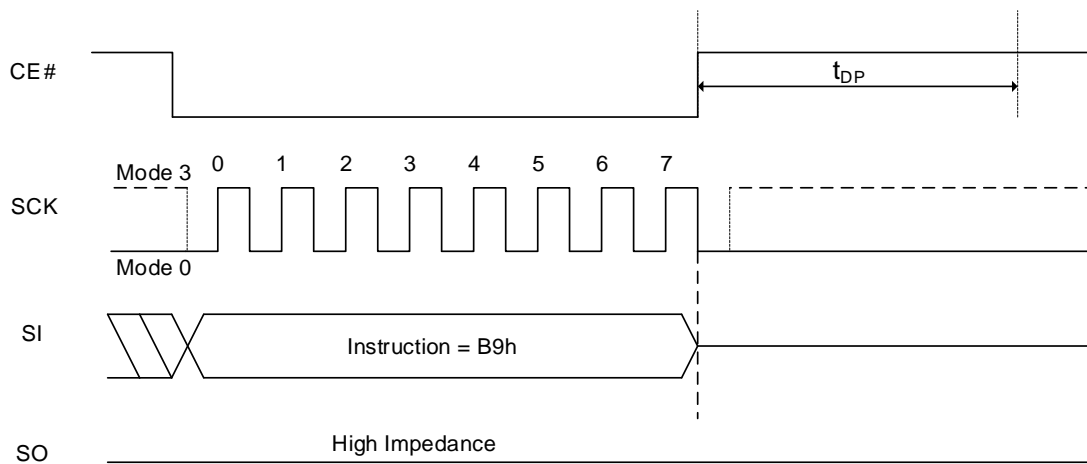 CE#
tDP
Mode 3
0 1 2 3 4 5 6 7
SCK
Mode 0
SI
Instruction = B9h
High Impedance
SO